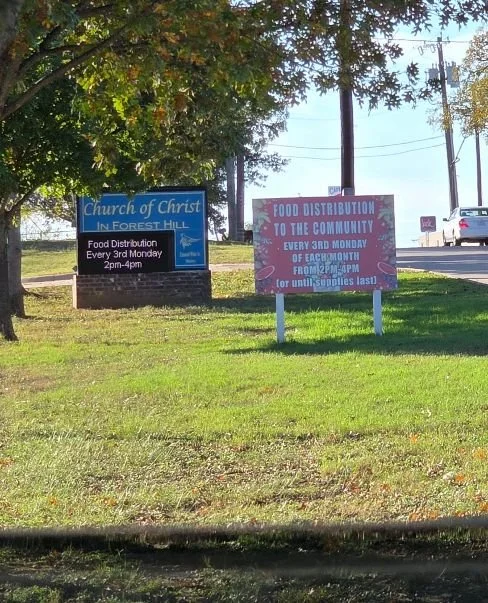 Church of Christ
IN FOREST HILL
Food Distribution
Every 3rd Monday
2pm-4pm
FOOD DISTRIBUTION
TO THE COMMUNITY
EVERY 3RD MONDAY
OF EACH MONTH
FROM 2PM-4PM
(or until supplies last)